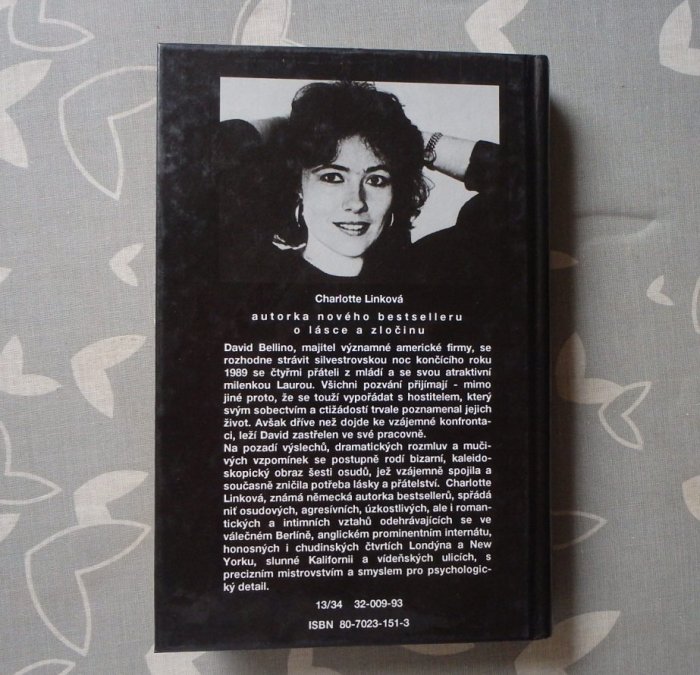 Charlotte Linková
autorka nového bestselleru
o lásce a zločinu
David Bellino, majitel významné americké firmy, se
rozhodne strávit silvestrovskou noc končícího roku
1989 se čtyřmi přáteli z mládí a se svou atraktivní
milenkou Laurou. Všichni pozvání přijímají - mimo
jiné proto, že se touží vypořádat s hostitelem, který
svým sobectvím a ctižádostí trvale poznamenal jejich
život. Avšak dříve než dojde ke vzájemné konfronta-
ci, leží David zastřelen ve své pracovně.
Na pozadí výslechů, dramatických rozmluv a muči-
vých vzpomínek se postupně rodí bizarní, kaleido-
skopický obraz šesti osudů, jež vzájemně spojila a
současně zničila potřeba lásky a přátelství. Charlotte
Linková, známá německá autorka bestsellerů, spřádá
niť osudových, agresívních, úzkostlivých, ale i roman-
tických a intimních vztahů odehrávajících se ve
válečném Berlíně, anglickém prominentním internátu,
honosných i chudinských čtvrtích Londýna a New
Yorku, slunné Kalifornii a vídeňských ulicích, s
precizním mistrovstvím a smyslem pro psychologic-
ký detail.
13/34 32-009-93
ISBN 80-7023-151-3